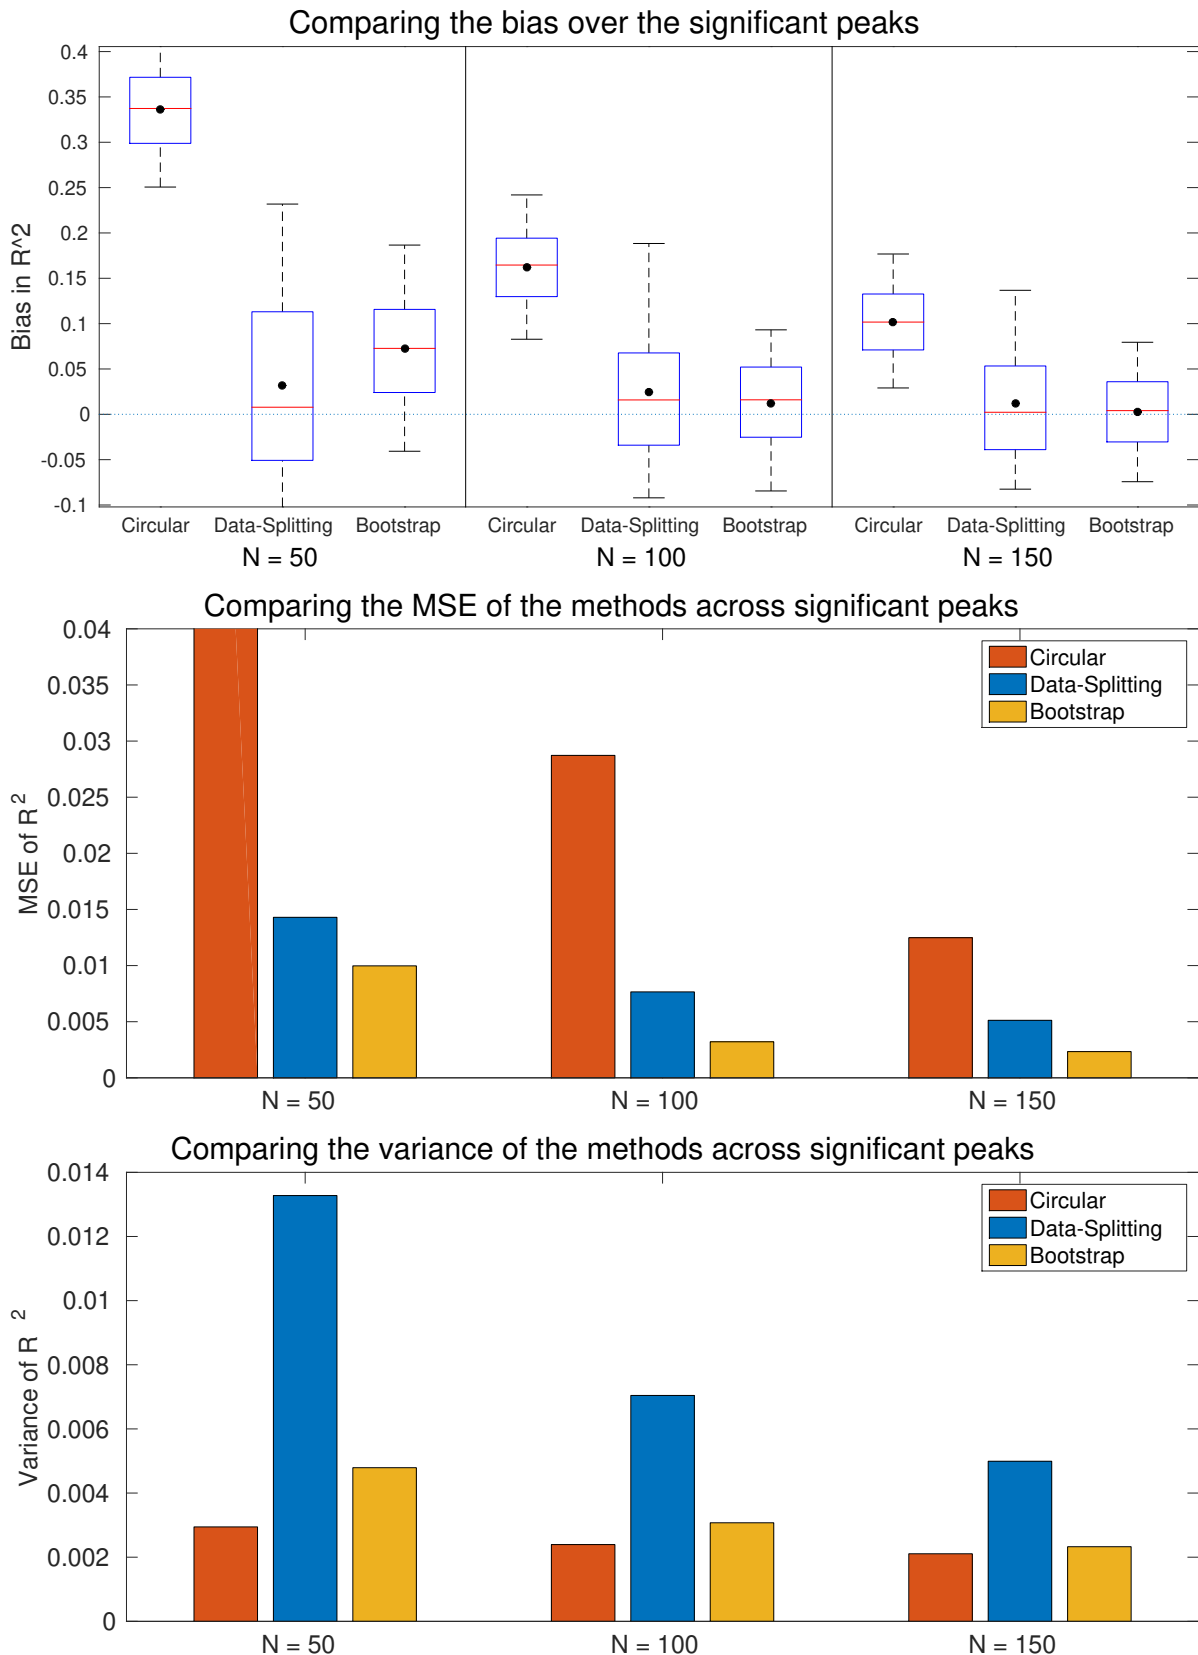 Comparing the bias over the significant peaks
0.4
0.35
0.3
0.25
0.2
0.15
0.1
0.05
0
-0.05
-0.1
Bias in R^2
Circular Data-Splitting Bootstrap Circular Data-Splitting Bootstrap Circular Data-Splitting Bootstrap
N = 50 N = 100 N = 150
Comparing the MSE of the methods across significant peaks
0.04
0.035
0.03
0.025
0.02
0.015
0.01
0.005
0
MSE of R 2
Circular
Data-Splitting
Bootstrap
N = 50 N = 100 N = 150
Comparing the variance of the methods across significant peaks
0.014
0.012
0.01
0.008
0.006
0.004
0.002
0
Variance of R 2
Circular
Data-Splitting
Bootstrap
N = 50 N = 100 N = 150